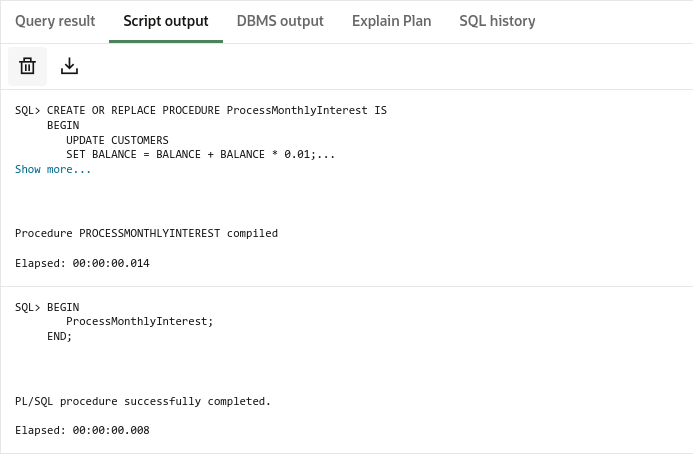 Query result Script output DBMS output Explain Plan SQL history
SQL> CREATE OR REPLACE PROCEDURE ProcessMonthlyInterest IS
BEGIN
UPDATE CUSTOMERS
SET BALANCE = BALANCE + BALANCE * 0.01;...
Show more...
Procedure PROCESSMONTHLYINTEREST compiled
Elapsed: 00:00:00.014
SQL> BEGIN
ProcessMonthlyInterest;
END;
PL/SQL procedure successfully completed.
Elapsed: 00:00:00.008